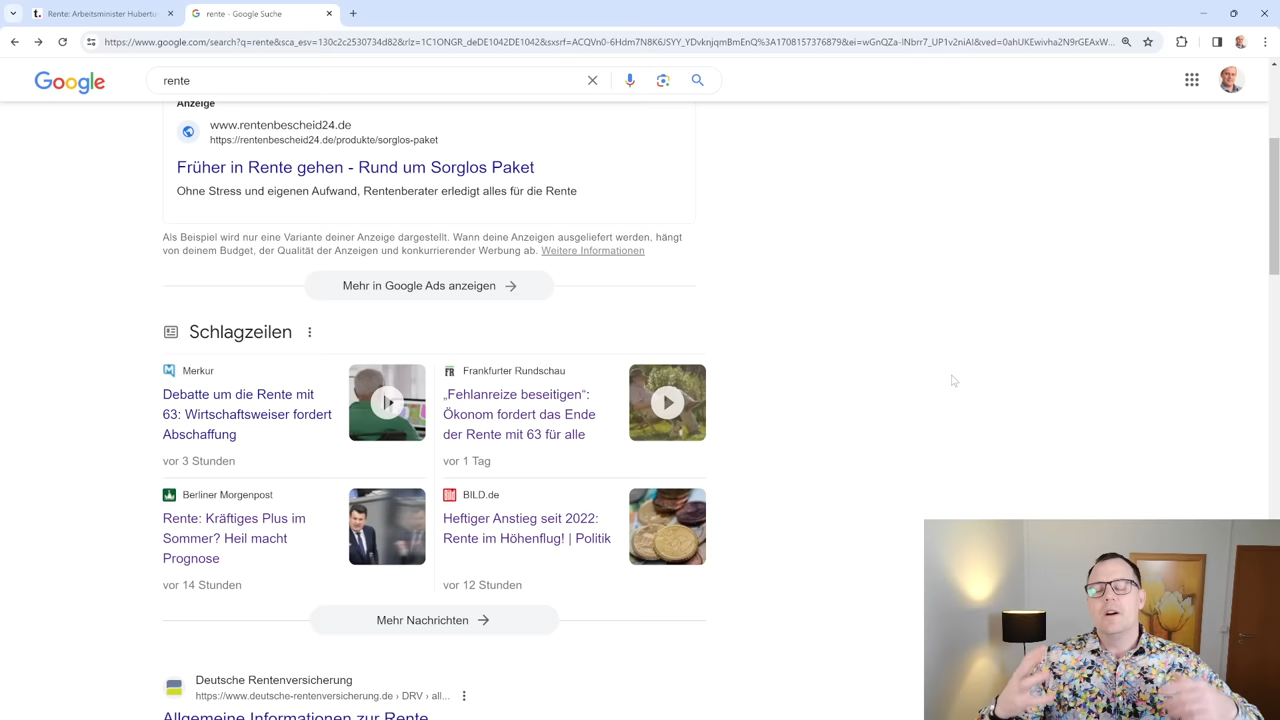 Rente: Arbeitsminister Hubertu
rente - Google Suche
https://www.google.com/search?q=rente&sca_esv=130c2c2530734d82&rlz=1C1ONGR_deDE1042DE1042&sxsrf=ACQVn0-6Hdm7N8K6JSYY_YDvknjqmBmEnQ%3A1708157376879&ei=wGnQZa-INbrr7_UP1v2niAI&ved=0ahUKEwivha2N9rGEAxW...
Google
rente
Anzeige
www.rentenbescheid24.de
https://rentenbescheid24.de/produkte/sorglos-paket
Früher in Rente gehen - Rund um Sorglos Paket
Ohne Stress und eigenen Aufwand, Rentenberater erledigt alles für die Rente
Als Beispiel wird nur eine Variante deiner Anzeige dargestellt. Wann deine Anzeigen ausgeliefert werden, hängt
von deinem Budget, der Qualität der Anzeigen und konkurrierender Werbung ab. Weitere Informationen
Mehr in Google Ads anzeigen
Schlagzeilen
Merkur
Debatte um die Rente mit
63: Wirtschaftsweiser fordert
Abschaffung
vor 3 Stunden
FR Frankfurter Rundschau
„Fehlanreize beseitigen“:
Ökonom fordert das Ende
der Rente mit 63 für alle
vor 1 Tag
Berliner Morgenpost
Rente: Kräftiges Plus im
Sommer? Heil macht
Prognose
vor 14 Stunden
BILD.de
Heftiger Anstieg seit 2022:
Rente im Höhenflug! | Politik
vor 12 Stunden
Mehr Nachrichten
Deutsche Rentenversicherung
https://www.deutsche-rentenversicherung.de › DRV › all...
Allgemeine Informationen zur Rente